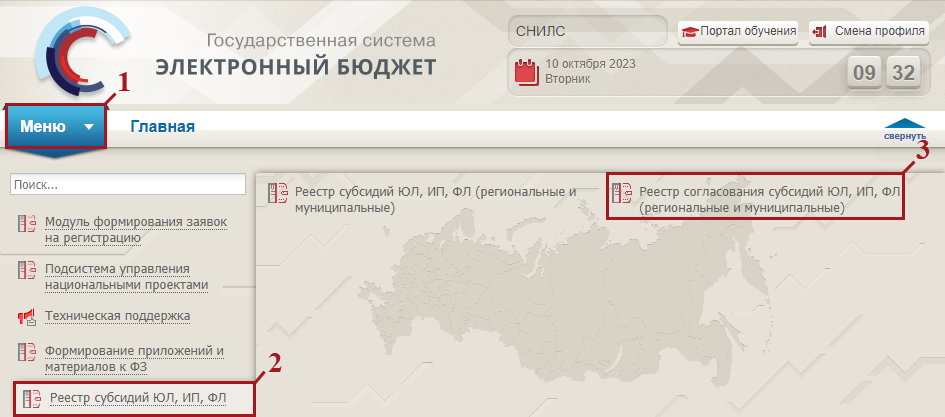 Государственная система
ЭЛЕКТРОННЫЙ БЮДЖЕТ
СНИЛС
Портал обучения
Смена профиля
10 октября 2023
Вторник
09 32
1
Меню
Главная
свернуть
3
Поиск...
Модуль формирования заявок
на регистрацию
Подсистема управления
национальными проектами
Техническая поддержка
Формирование приложений и
материалов к ФЗ
2
Реестр субсидий ЮЛ, ИП, ФЛ
Реестр субсидий ЮЛ, ИП, ФЛ (региональные и
муниципальные)
Реестр согласования субсидий ЮЛ, ИП, ФЛ
(региональные и муниципальные)